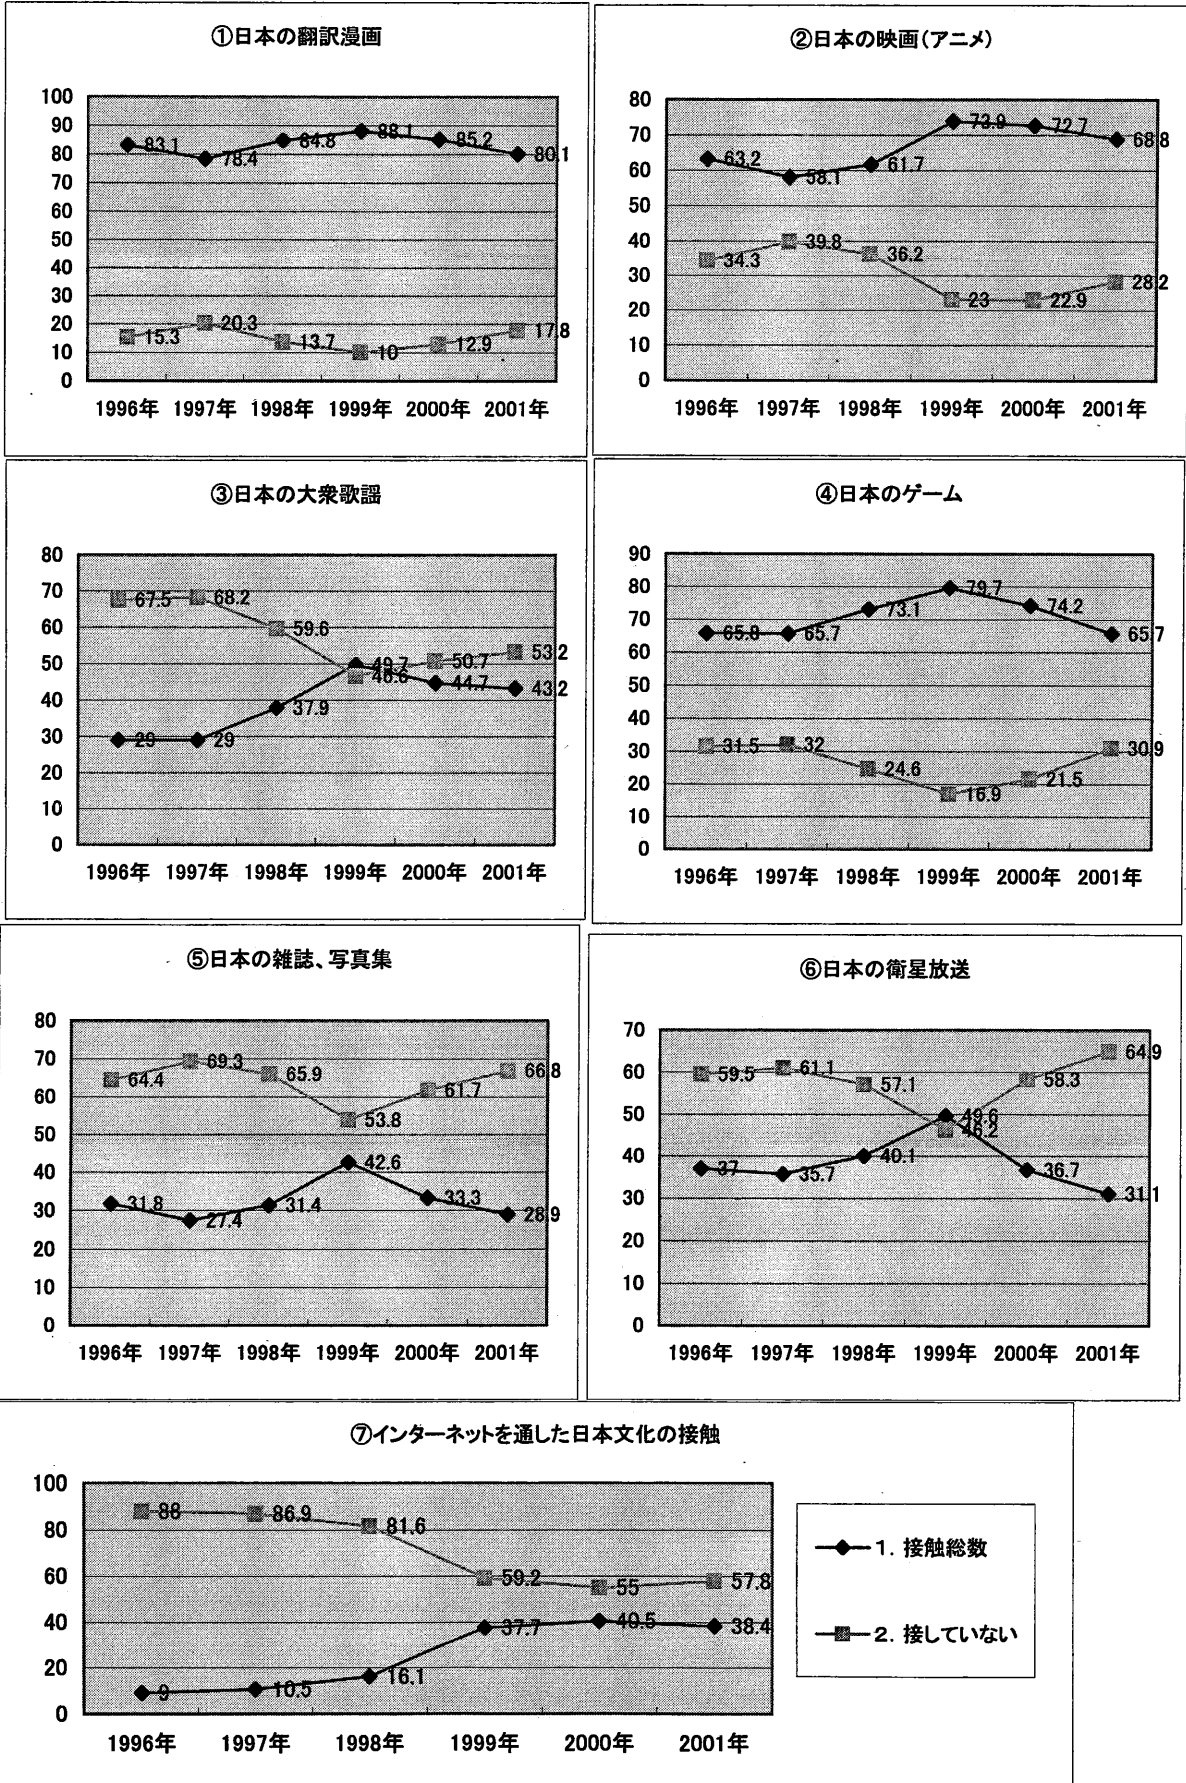 ①日本の翻訳漫画
100
90
80
70
60
50
40
30
20
10
0
83.1 78.4 84.8 88.1 85.2 80.1
15.3 20.3 13.7 10 12.9 17.8
1996年 1997年 1998年 1999年 2000年 2001年
②日本の映画(アニメ)
80
70
60
50
40
30
20
10
0
63.2 58.1 61.7 73.9 72.7 68.8
34.3 39.8 36.2 23 22.9 28.2
1996年 1997年 1998年 1999年 2000年 2001年
③日本の大衆歌謡
80
70
60
50
40
30
20
10
0
67.5 68.2 59.6 46.6 50.7 53.2
29 29 37.9 49.7 44.7 43.2
1996年 1997年 1998年 1999年 2000年 2001年
④日本のゲーム
90
80
70
60
50
40
30
20
10
0
65.8 65.7 73.1 79.7 74.2 65.7
31.5 32 24.6 16.9 21.5 30.9
1996年 1997年 1998年 1999年 2000年 2001年
⑤日本の雑誌、写真集
80
70
60
50
40
30
20
10
0
64.4 69.3 65.9 53.8 61.7 66.8
31.8 27.4 31.4 42.6 33.3 28.9
1996年 1997年 1998年 1999年 2000年 2001年
⑥日本の衛星放送
70
60
50
40
30
20
10
0
59.5 61.1 57.1 46.2 58.3 64.9
37 35.7 40.1 49.6 36.7 31.1
1996年 1997年 1998年 1999年 2000年 2001年
⑦インターネットを通した日本文化の接触
100
80
60
40
20
0
88 86.9 81.6 59.2 55 57.8
9 10.5 16.1 37.7 40.5 38.4
1996年 1997年 1998年 1999年 2000年 2001年
1. 接触総数
2. 接していない